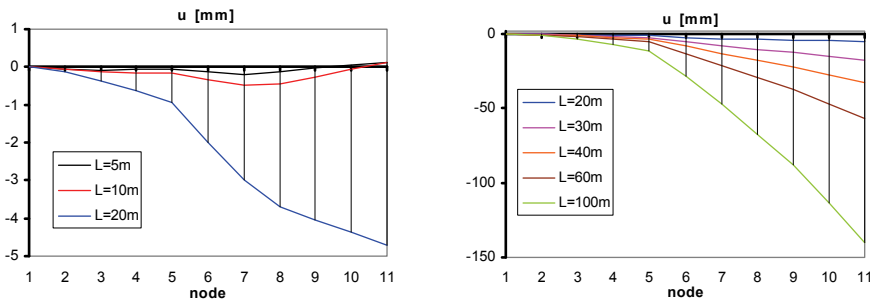 u [mm]
1
0
-1
-2
-3
-4
-5
L=5m
L=10m
L=20m
1 2 3 4 5 6 7 8 9 10 11
node
u [mm]
0
-50
-100
-150
L=20m
L=30m
L=40m
L=60m
L=100m
1 2 3 4 5 6 7 8 9 10 11
node